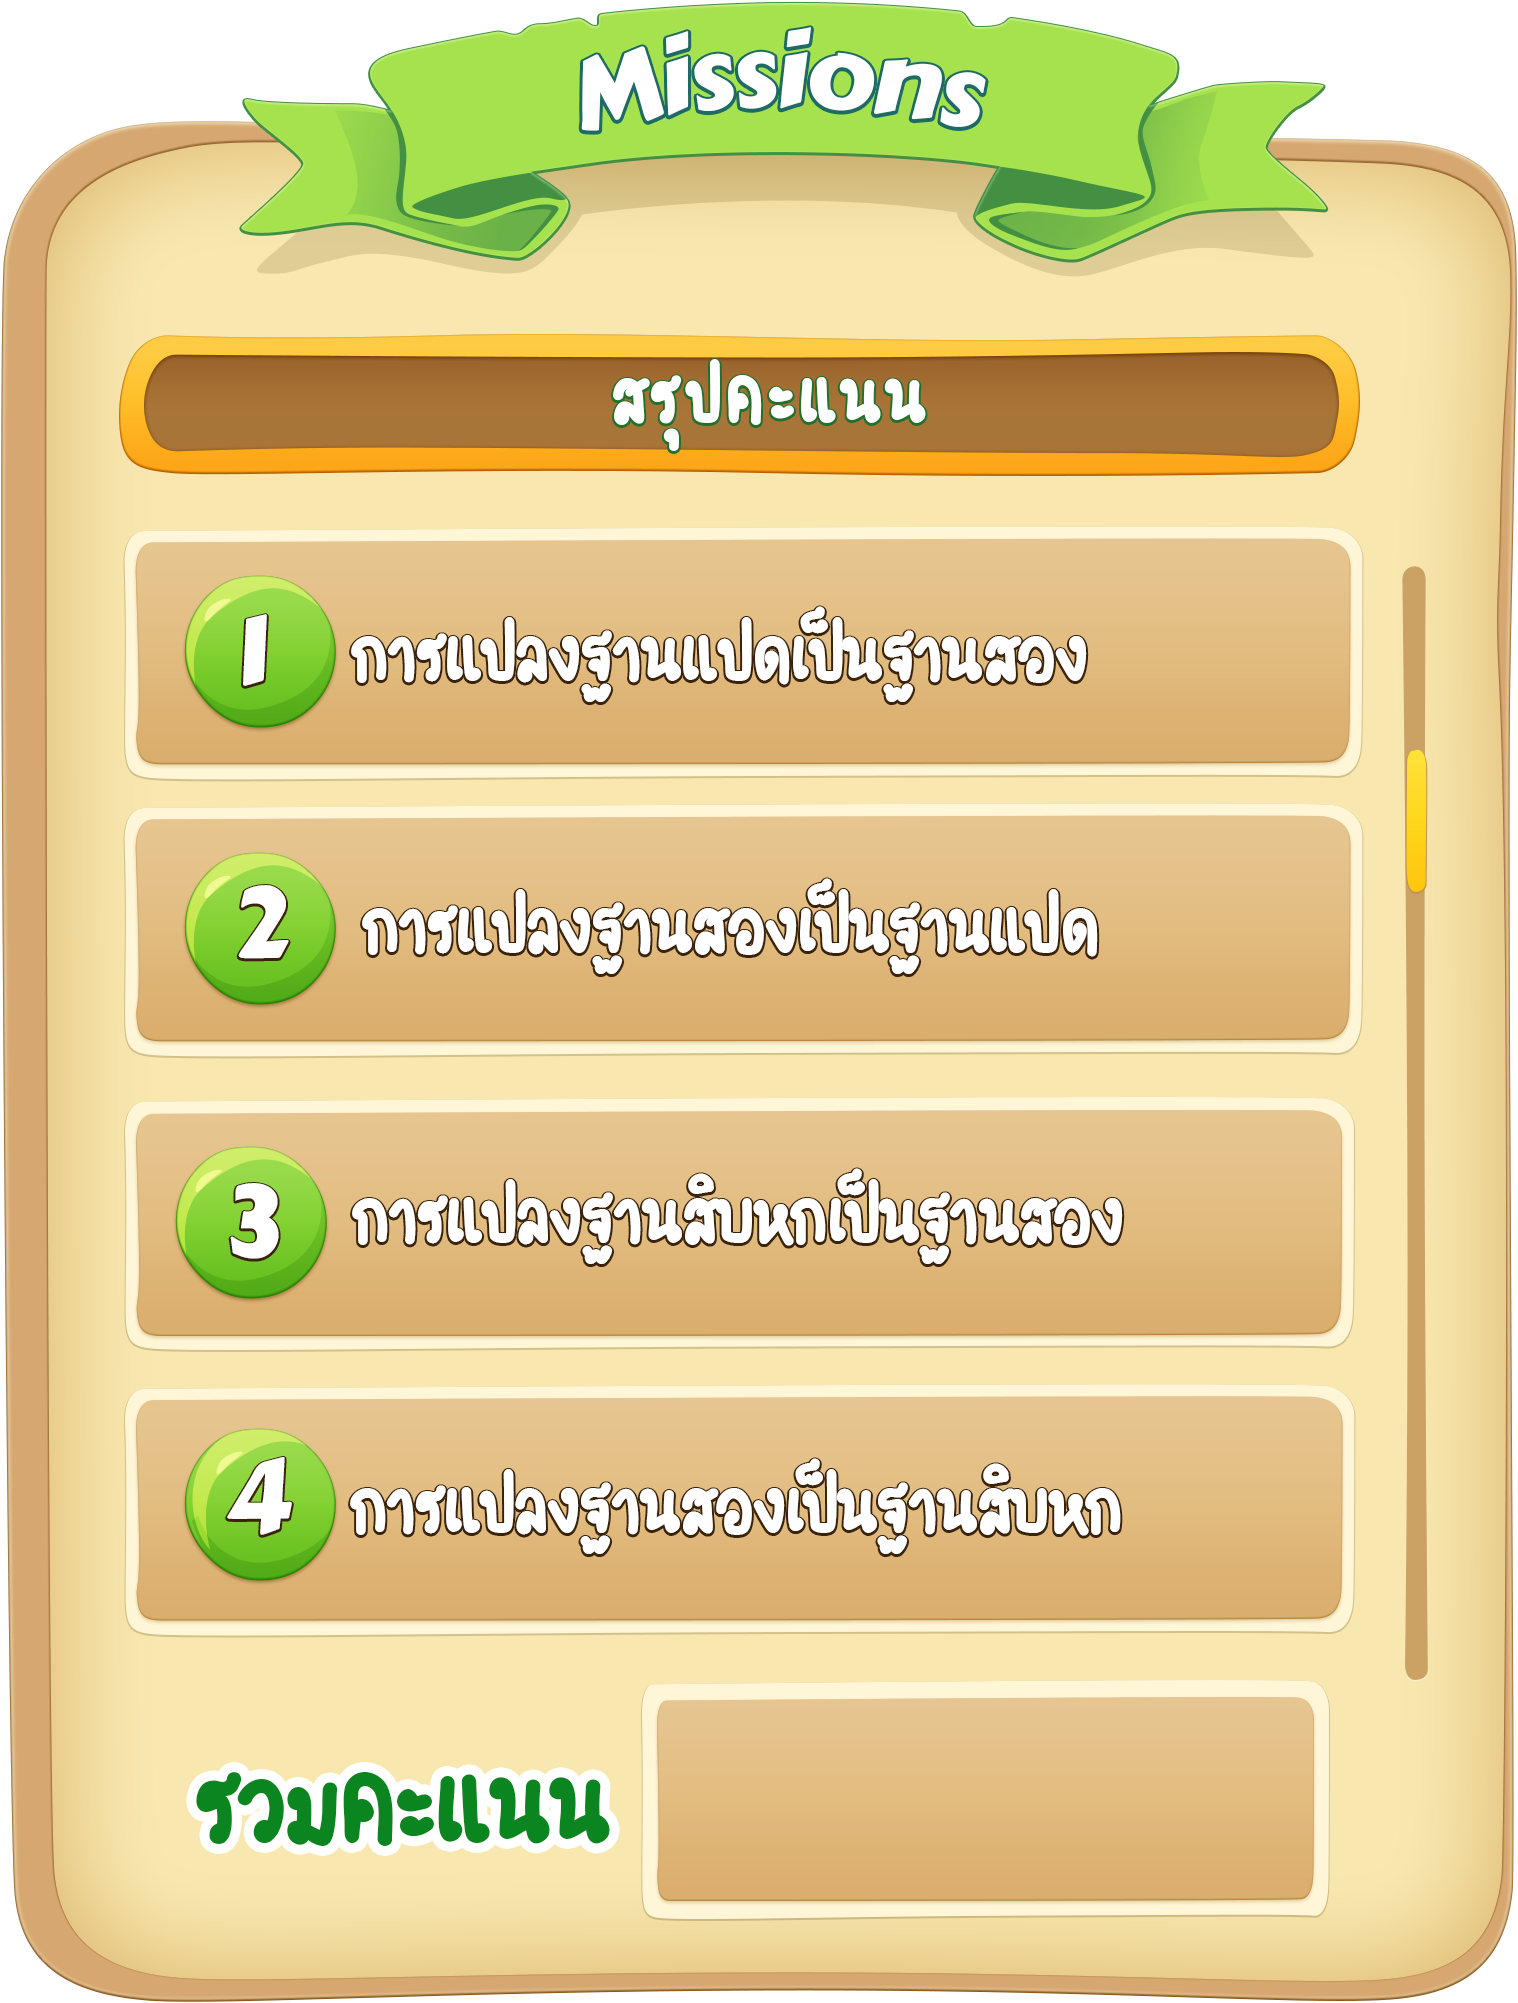 Missions
สรุปคะแนน
1 การแปลงฐานแปดเป็นฐานสอง
2 การแปลงฐานสองเป็นฐานแปด
3 การแปลงฐานสิบหกเป็นฐานสอง
4 การแปลงฐานสองเป็นฐานสิบหก
รวมคะแนน